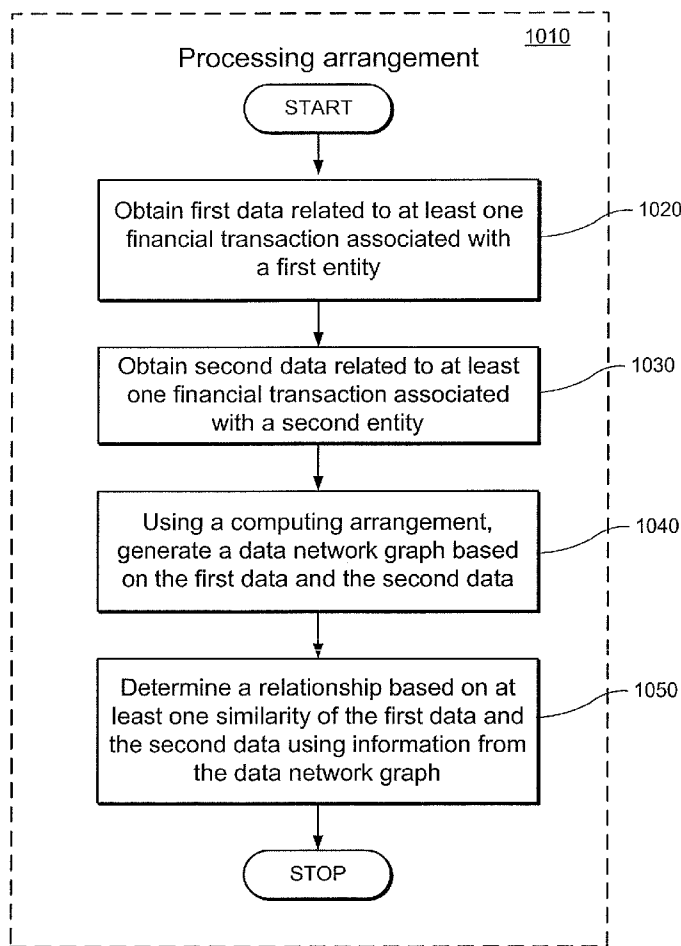 1010
Processing arrangement
START
Obtain first data related to at least one
financial transaction associated with
a first entity
1020
Obtain second data related to at least
one financial transaction associated
with a second entity
1030
Using a computing arrangement,
generate a data network graph based
on the first data and the second data
1040
Determine a relationship based on at
least one similarity of the first data and
the second data using information from
the data network graph
1050
STOP